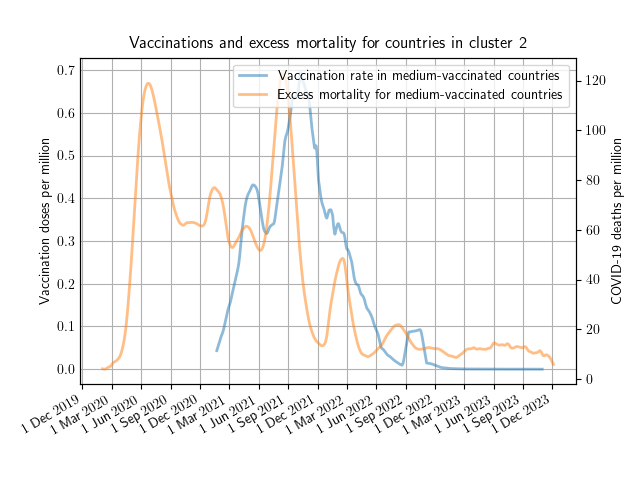 Vaccinations and excess mortality for countries in cluster 2
Vaccination rate in medium-vaccinated countries
Excess mortality for medium-vaccinated countries
Vaccination doses per million
0.7
0.6
0.5
0.4
0.3
0.2
0.1
0.0
COVID-19 deaths per million
120
100
80
60
40
20
0
1 Dec 2019
1 Mar 2020
1 Jun 2020
1 Sep 2020
1 Dec 2020
1 Mar 2021
1 Jun 2021
1 Sep 2021
1 Dec 2021
1 Mar 2022
1 Jun 2022
1 Sep 2022
1 Dec 2022
1 Mar 2023
1 Jun 2023
1 Sep 2023
1 Dec 2023